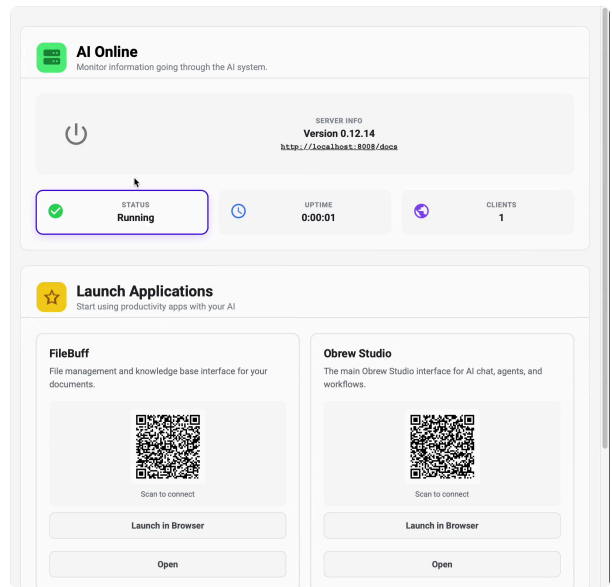 AI Online
Monitor information going through the AI system.
SERVER INFO
Version 0.12.14
http://localhost:8008/docs
STATUS
Running
UPTIME
0:00:01
CLIENTS
1
Launch Applications
Start using productivity apps with your AI
FileBuff
File management and knowledge base interface for your
documents.
Scan to connect
Launch in Browser
Open
Obrew Studio
The main Obrew Studio interface for AI chat, agents, and
workflows.
Scan to connect
Launch in Browser
Open